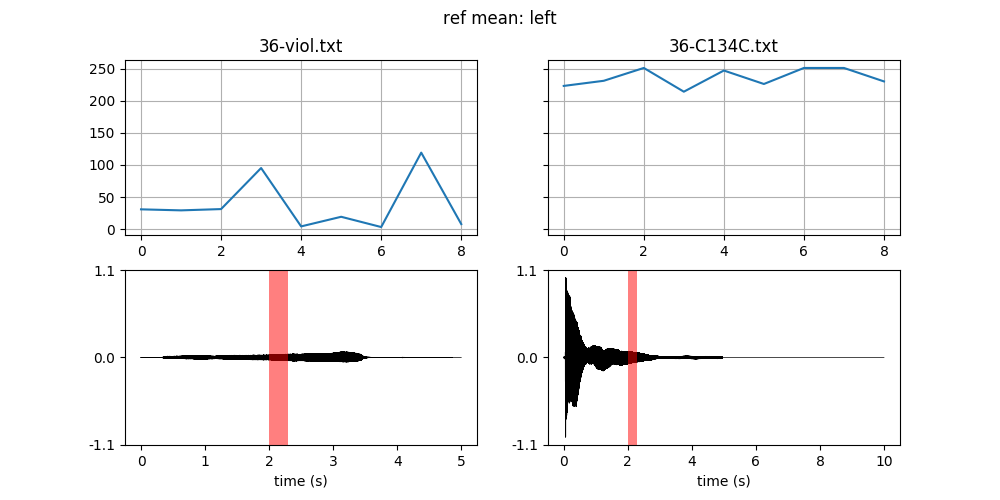 ref mean: left
36-viol.txt 36-C134C.txt
250
200
150
100
50
0
0 2 4 6 8 0 2 4 6 8
1.1 1.1
0.0 0.0
-1.1 -1.1
0 1 2 3 4 5 0 2 4 6 8 10
time (s) time (s)